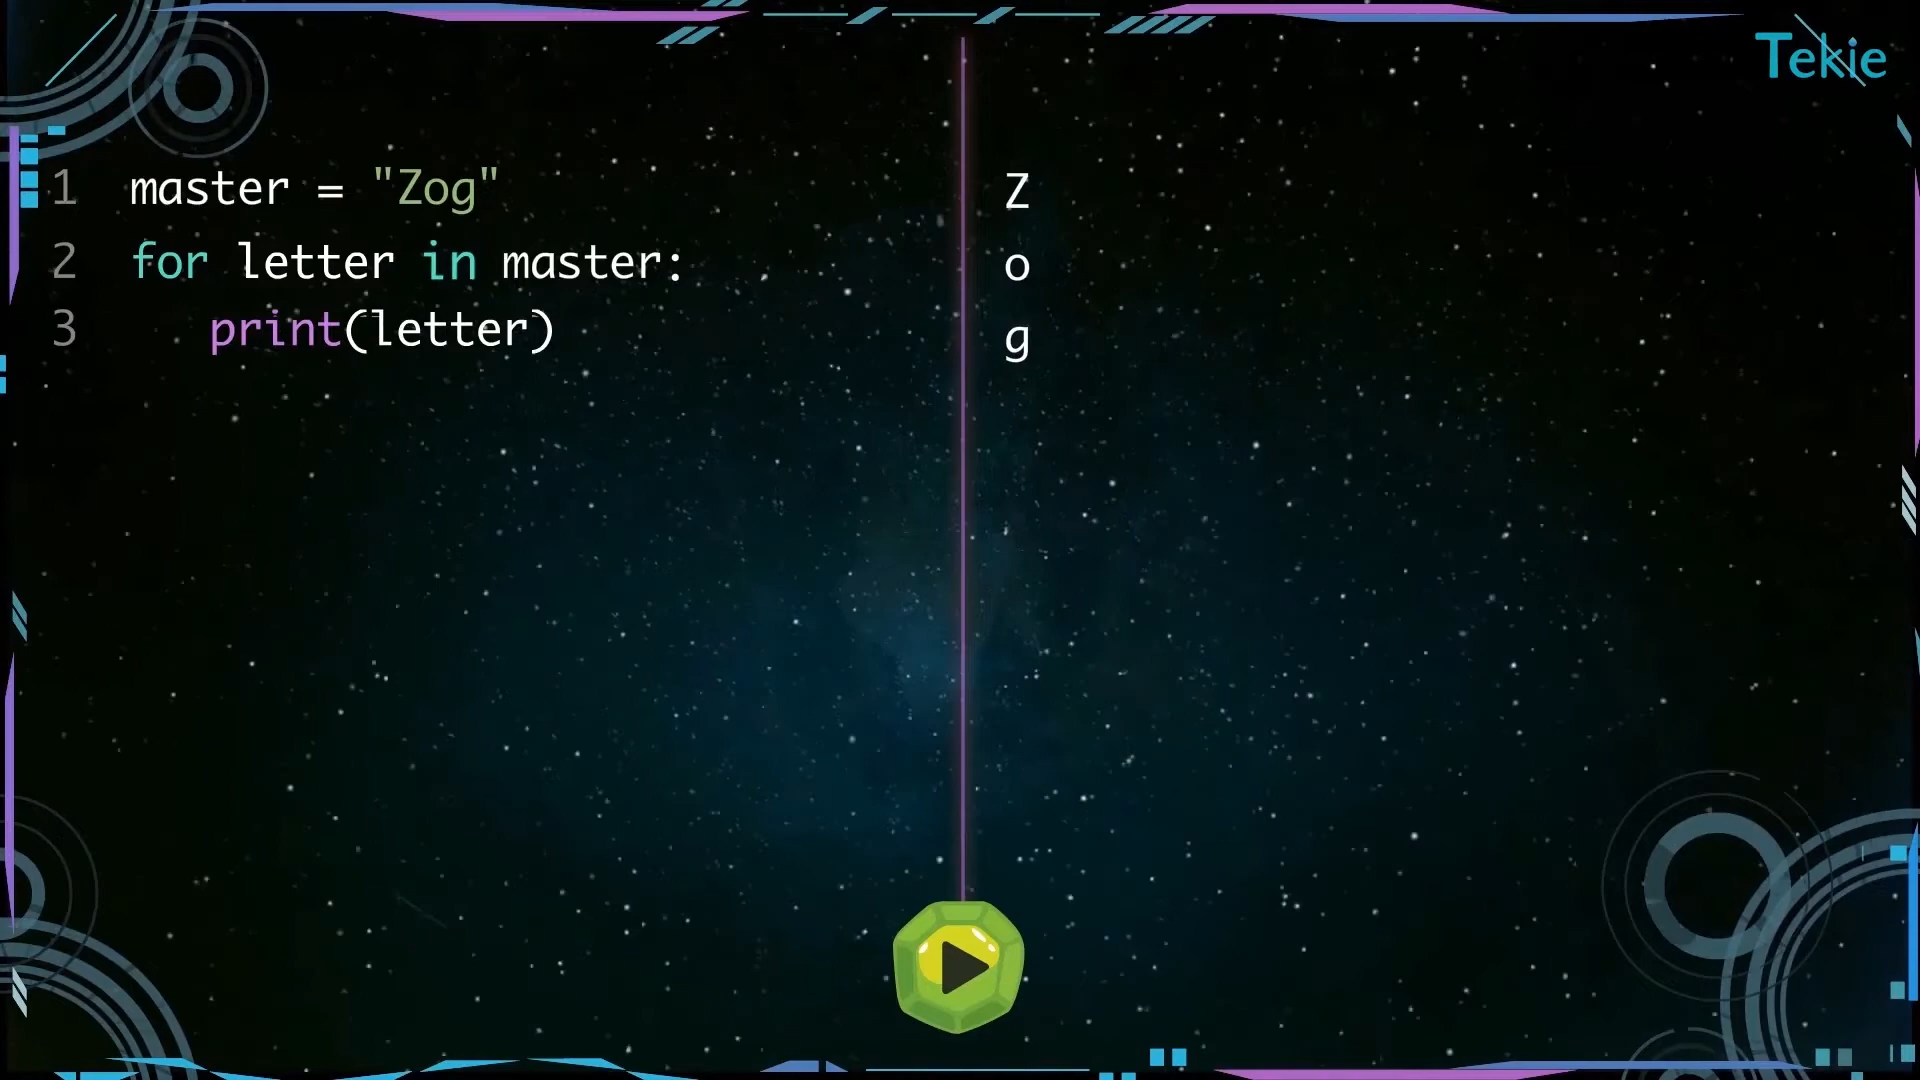 Tekie
1 master = "Zog"
2 for letter in master:
3 print(letter)
Z
o
g